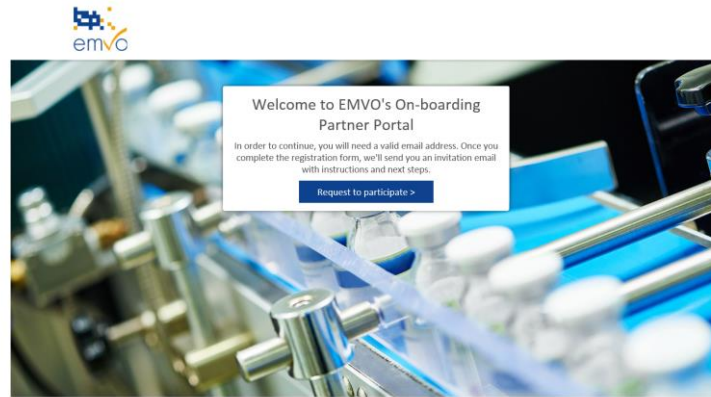 emvo
Welcome to EMVO's On-boarding
Partner Portal
In order to continue, you will need a valid email address. Once you
complete the registration form, we'll send you an invitation email
with instructions and next steps.
Request to participate >